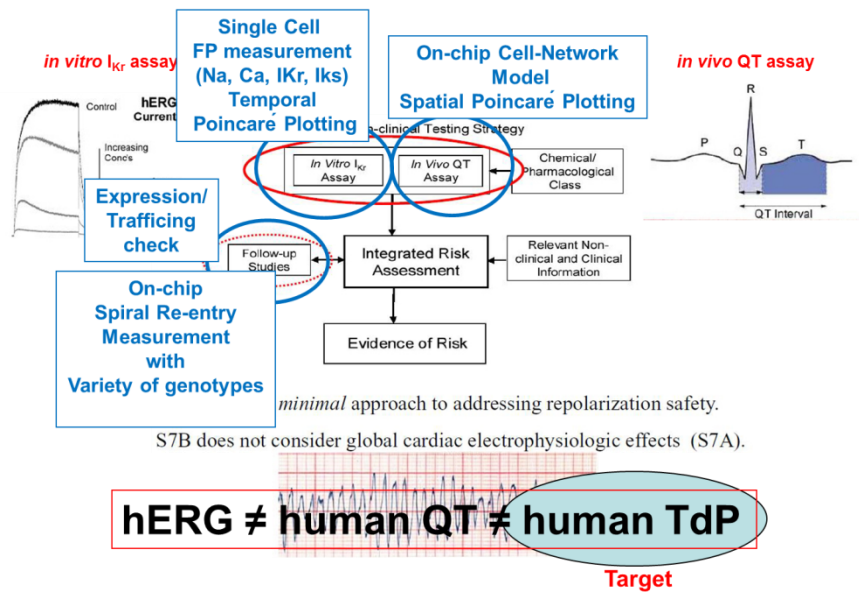 Single Cell
FP measurement
(Na, Ca, IKr, Iks)
Temporal
Poincaré Plotting
On-chip Cell-Network
Model
Spatial Poincaré Plotting
in vitro IKr assay
in vivo QT assay
hERG
Current
Control
Increasing
Conc's
-clinical Testing Strategy
In Vitro IKr
Assay
In Vivo QT
Assay
Chemical/
Pharmacological
Class
R
P
Q
S
T
QT Interval
Expression/
Trafficing
check
Follow-up
Studies
Integrated Risk
Assessment
Relevant Non-
clinical and Clinical
Information
On-chip
Spiral Re-entry
Measurement
with
Variety of genotypes
Evidence of Risk
minimal approach to addressing repolarization safety.
S7B does not consider global cardiac electrophysiologic effects (S7A).
hERG ≠ human QT ≠ human TdP
Target